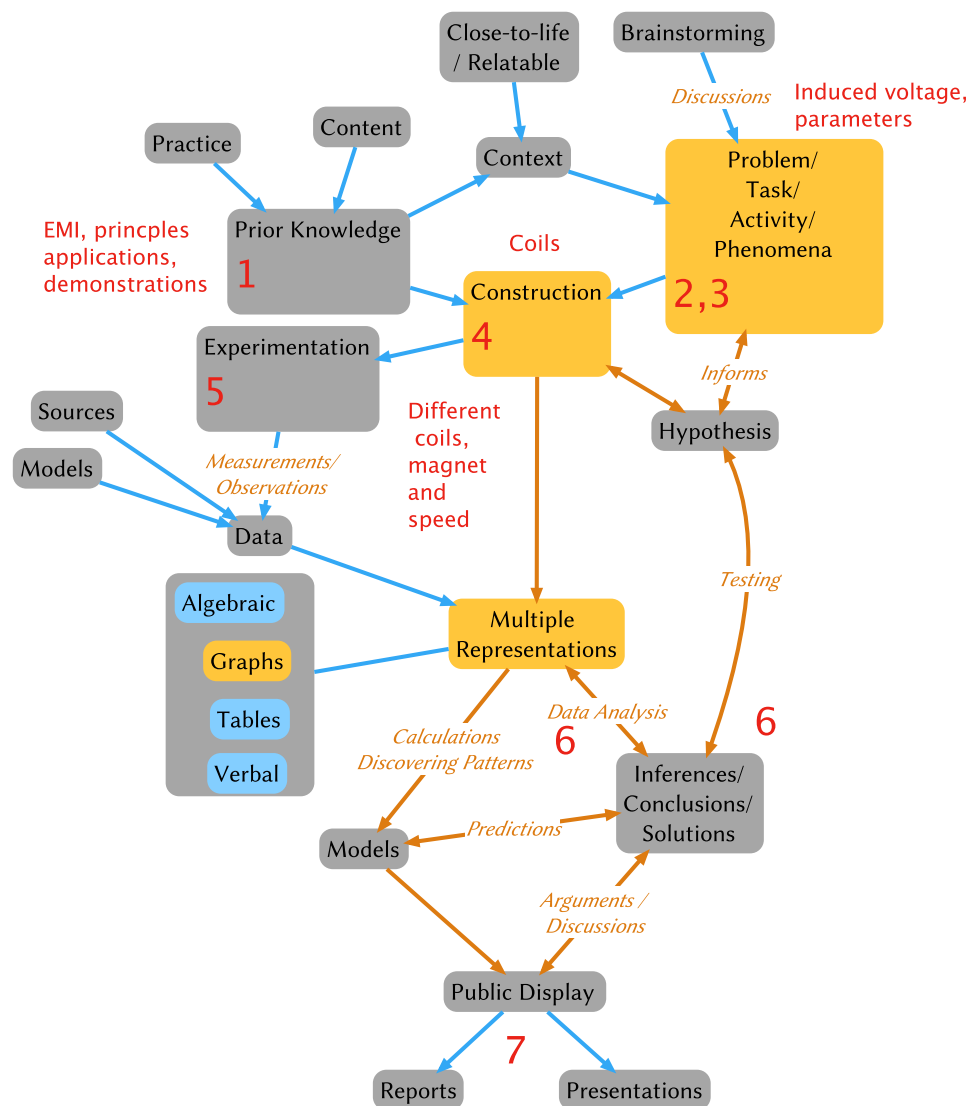 Close-to-life
/ Relatable
Brainstorming
Discussions
Induced voltage,
parameters
Practice
Content
Context
Problem/
Task/
Activity/
Phenomena
2,3
Prior Knowledge
1
EMI, princples
applications,
demonstrations
Coils
Construction
4
Experimentation
5
Informs
Hypothesis
Sources
Models
Measurements/
Observations
Different
coils,
magnet
and
speed
Data
Testing
Algebraic
Graphs
Tables
Verbal
Multiple
Representations
Data Analysis
6
6
Calculations
Discovering Patterns
Inferences/
Conclusions/
Solutions
Predictions
Models
Arguments /
Discussions
Public Display
7
Reports
Presentations